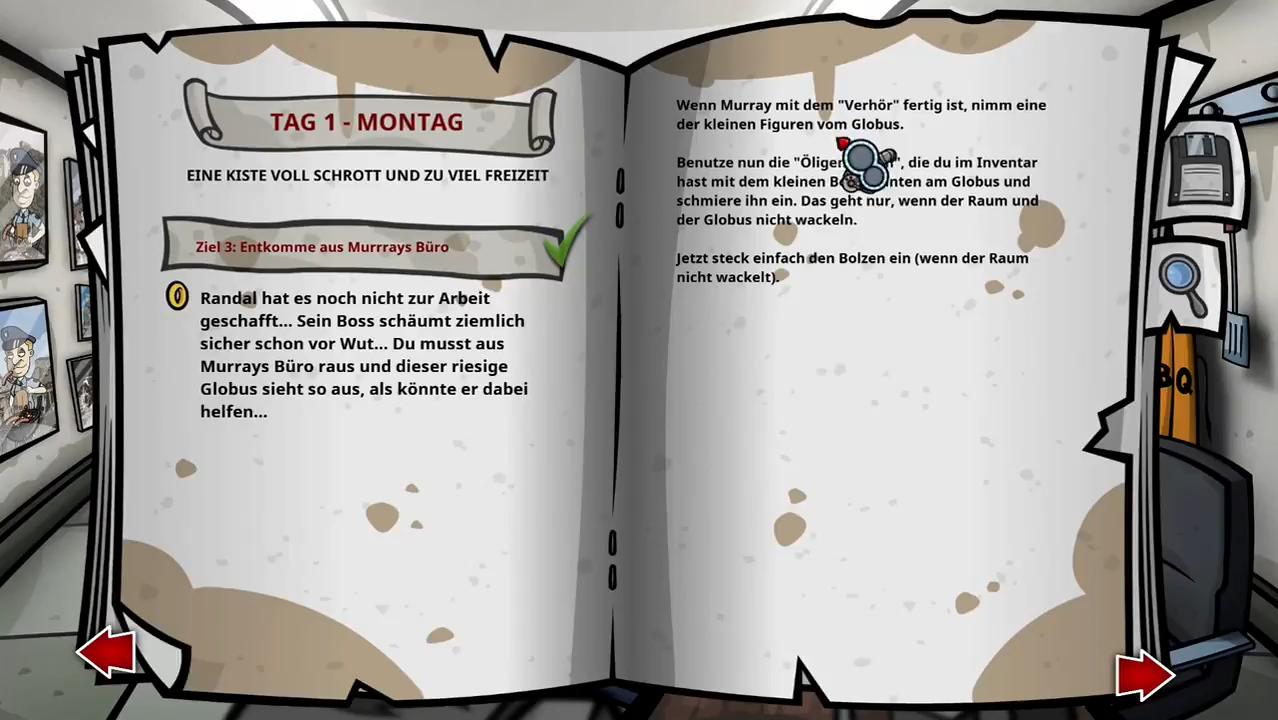 TAG 1 - MONTAG
EINE KISTE VOLL SCHROTT UND ZU VIEL FREIZEIT
Ziel 3: Entkomme aus Murrrays Büro
Randal hat es noch nicht zur Arbeit
geschafft... Sein Boss schäumt ziemlich
sicher schon vor Wut... Du musst aus
Murrays Büro raus und dieser riesige
Globus sieht so aus, als könnte er dabei
helfen...
Wenn Murray mit dem "Verhör" fertig ist, nimm eine
der kleinen Figuren vom Globus.
Benutze nun die die du im Inventar
hast mit dem kleinen am Globus und
schmiere ihn ein. Das geht nur, wenn der Raum und
der Globus nicht wackeln.
Jetzt steck einfach den Bolzen ein (wenn der Raum
nicht wackelt).
BQ